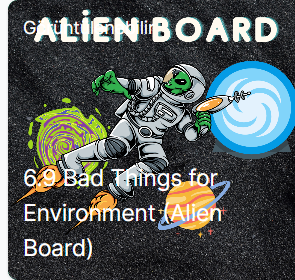 ALİEN BOARD
6.9 Bad Things for
Environment (Alien
Board)